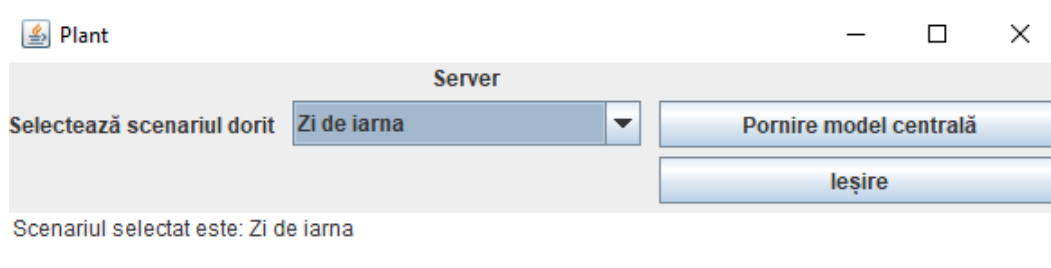 Plant
Server
Selectează scenariul dorit Zi de iarna Pornire model centrală
Ieșire
Scenariul selectat este: Zi de iarna